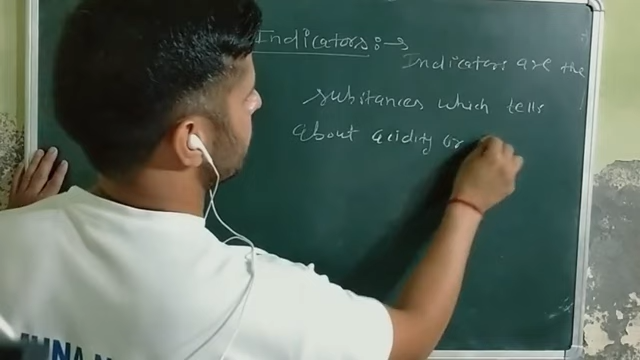 Indicators :→
Indicators are the
substances which tells
about acidity or